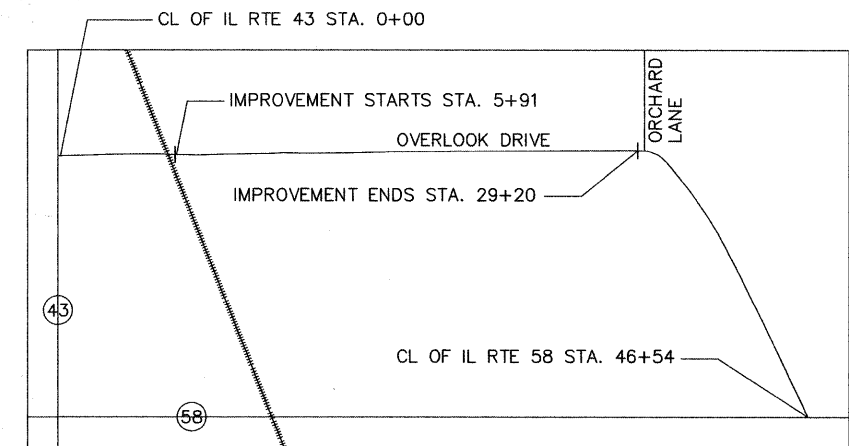 CL OF IL RTE 43 STA. 0+00
IMPROVEMENT STARTS STA. 5+91
OVERLOOK DRIVE
ORCHARD
LANE
IMPROVEMENT ENDS STA. 29+20
43
CL OF IL RTE 58 STA. 46+54
58